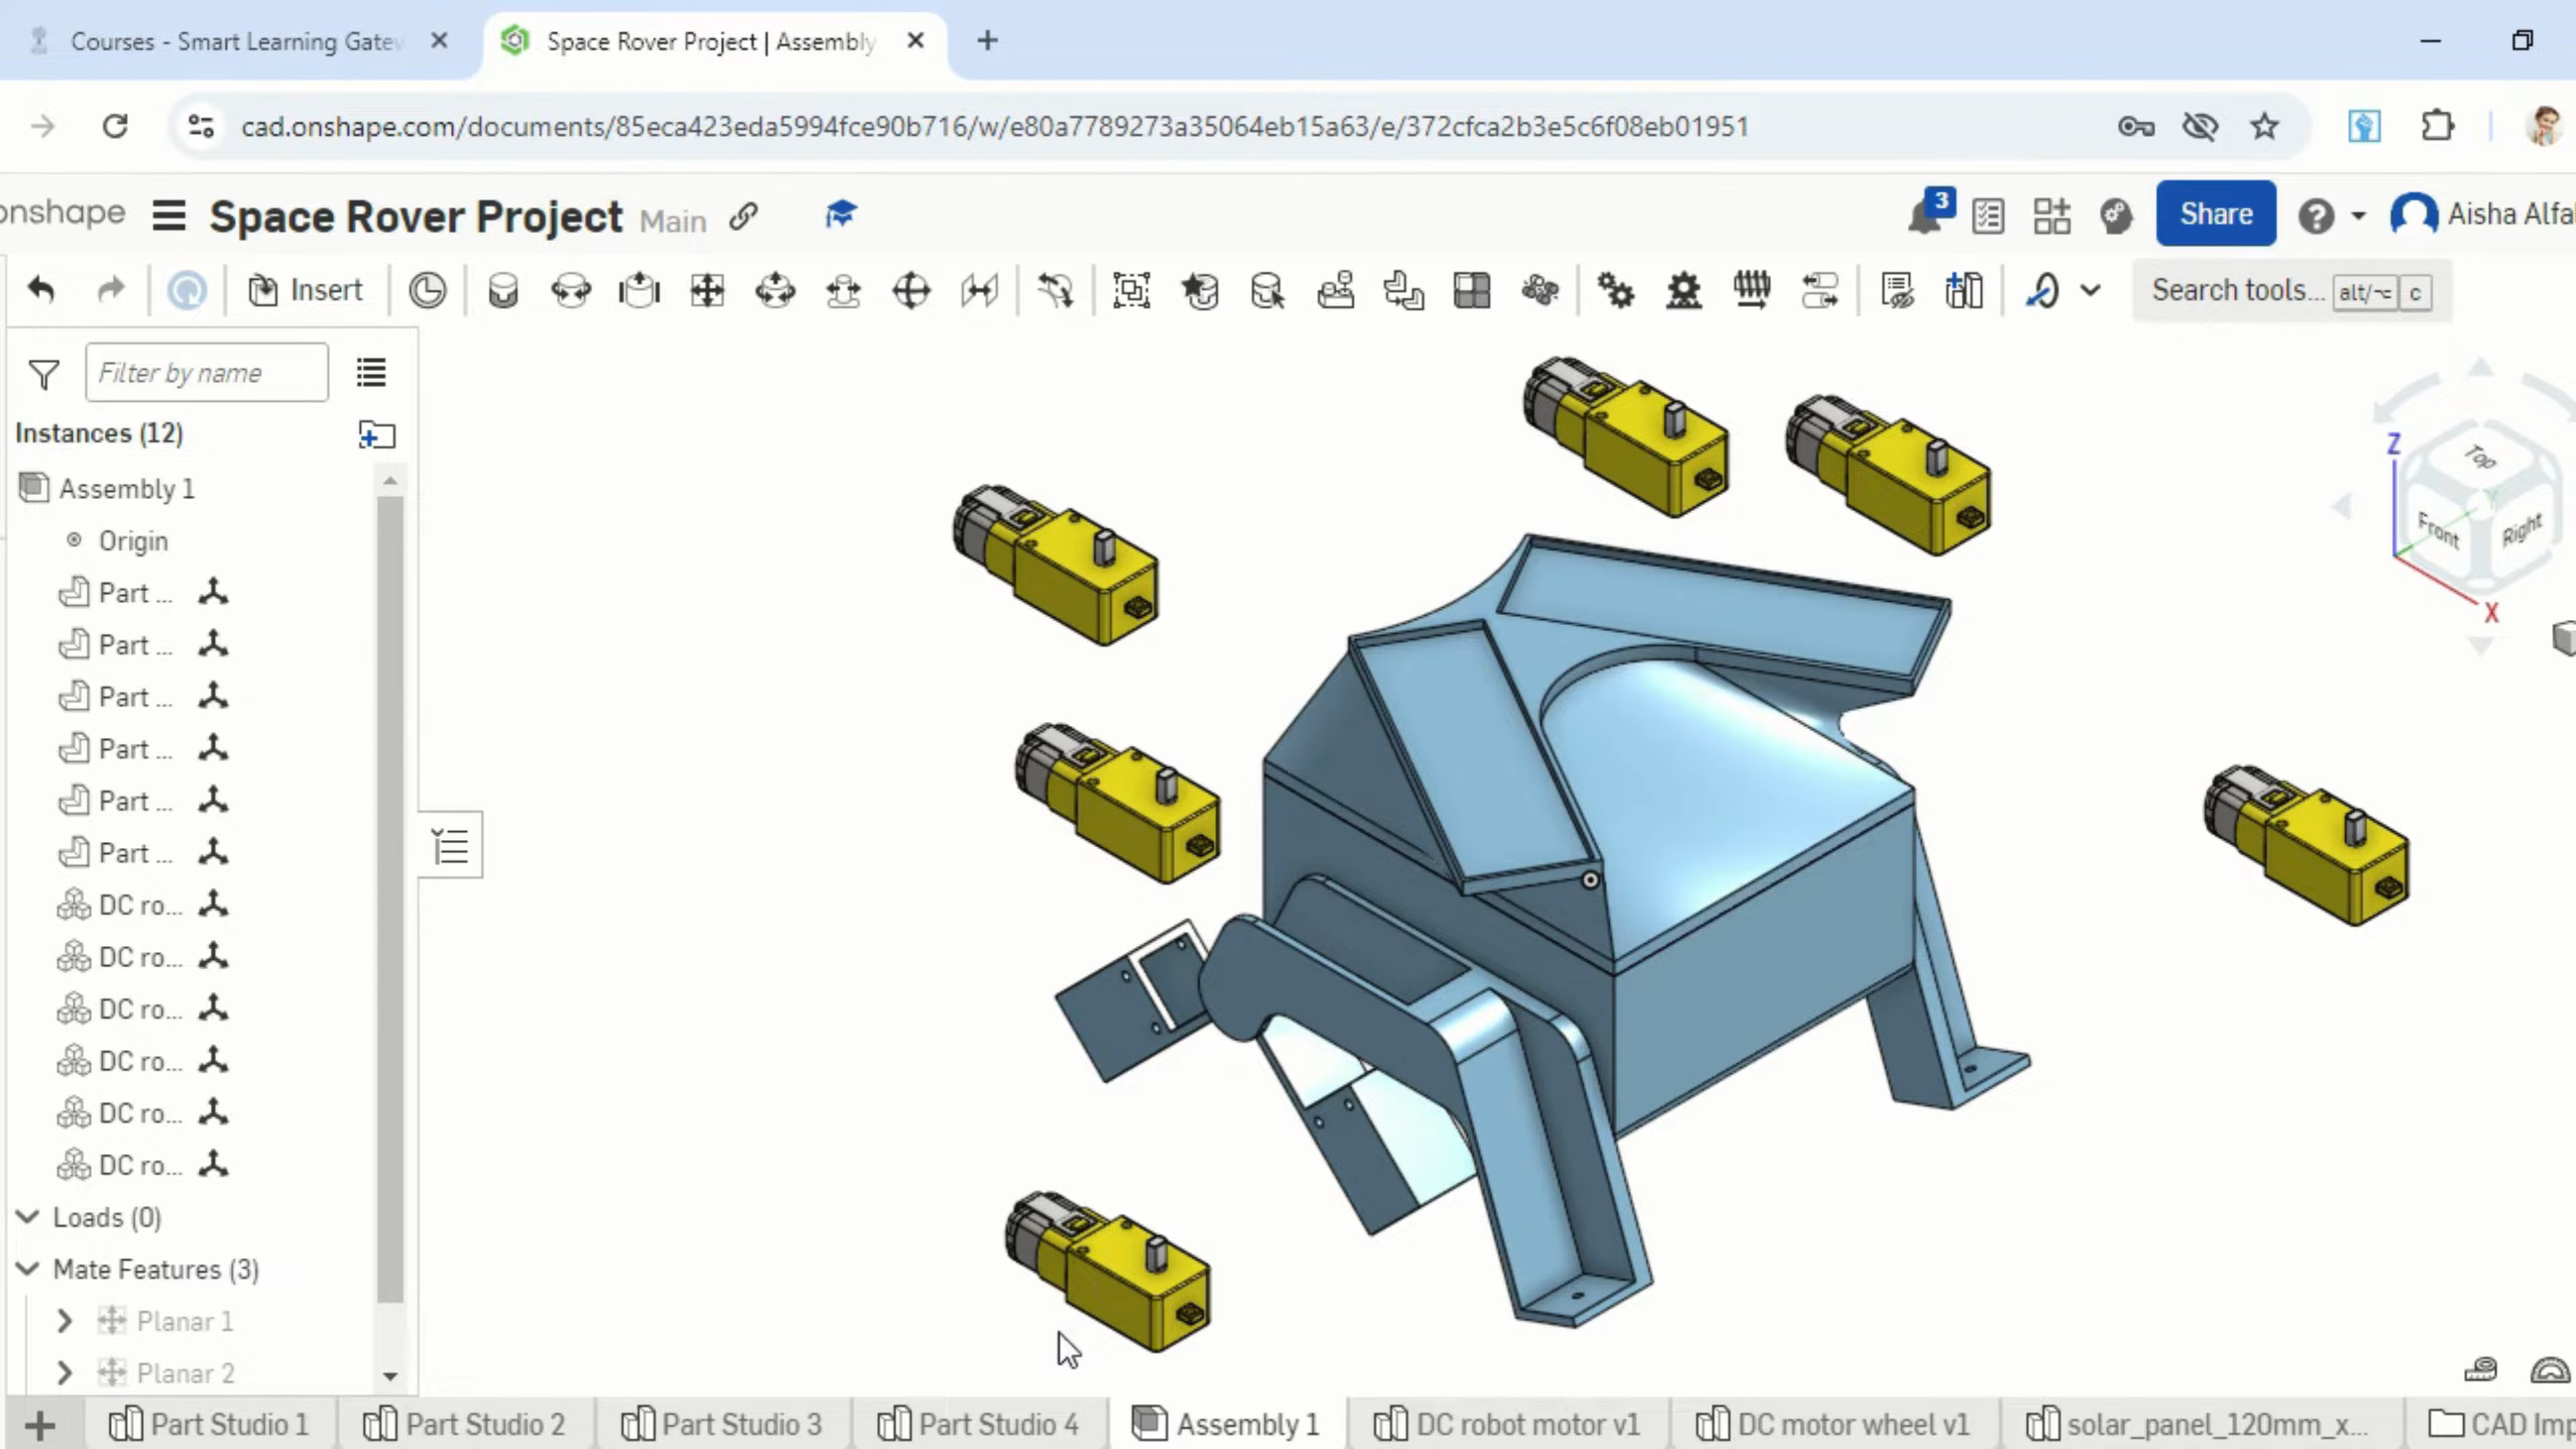 Courses - Smart Learning Gatew
Space Rover Project | Assembly
cad.onshape.com/documents/85eca423eda5994fce90b716/w/e80a7789273a35064eb15a63/e/372cfca2b3e5c6f08eb01951
onshape
Space Rover Project Main
3
Share
Aisha Alfal
Insert
Search tools... alt/⌥ c
Filter by name
Instances (12)
Assembly 1
Origin
Part ...
Part ...
Part ...
Part ...
Part ...
Part ...
DC ro...
DC ro...
DC ro...
DC ro...
DC ro...
DC ro...
Loads (0)
Mate Features (3)
Planar 1
Planar 2
Z
Top
Y
Front
Right
X
Part Studio 1
Part Studio 2
Part Studio 3
Part Studio 4
Assembly 1
DC robot motor v1
DC motor wheel v1
solar_panel_120mm_x...
CAD Imp